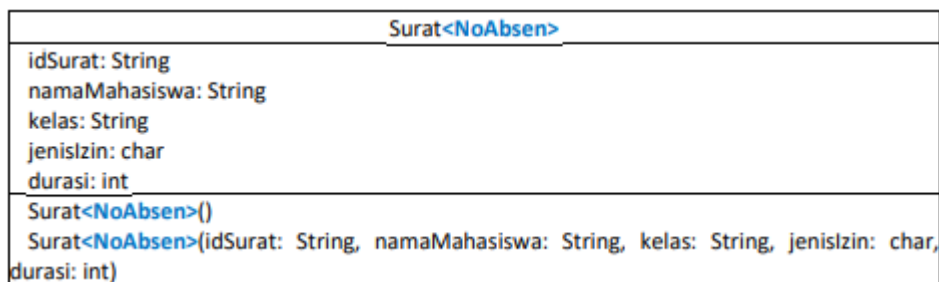 Surat<NoAbsen>
idSurat: String
namaMahasiswa: String
kelas: String
jenisIzin: char
durasi: int
Surat<NoAbsen>()
Surat<NoAbsen>(idSurat: String, namaMahasiswa: String, kelas: String, jenisIzin: char,
durasi: int)